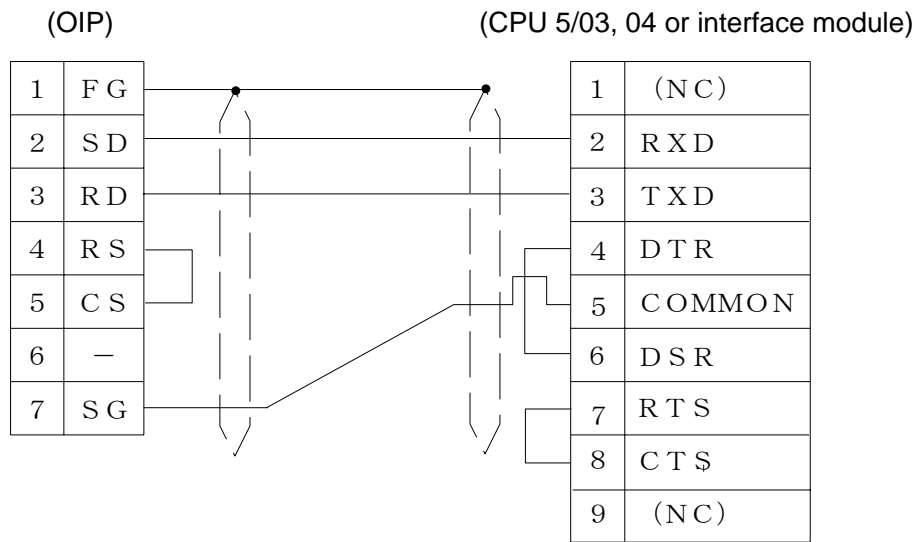 (OIP) (CPU 5/03, 04 or interface module)
1 FG 1 (NC)
2 SD 2 RXD
3 RD 3 TXD
4 RS 4 DTR
5 CS 5 COMMON
6 － 6 DSR
7 SG 7 RTS
8 CTS
9 (NC)